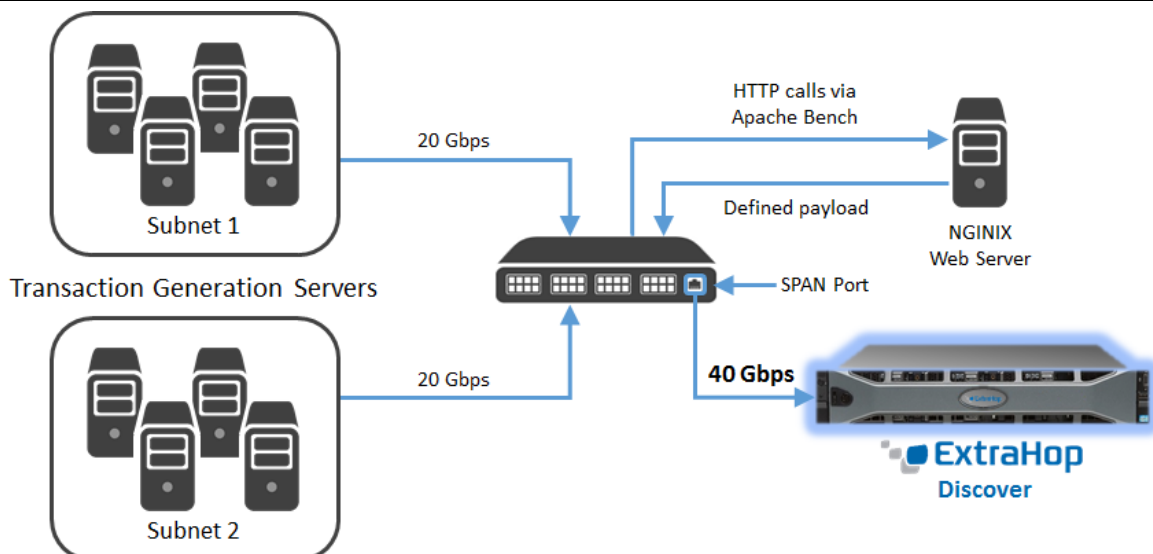 HTTP calls via
Apache Bench
20 Gbps
Subnet 1
Defined payload
NGINIX
Web Server
Transaction Generation Servers
SPAN Port
20 Gbps
40 Gbps
ExtraHop
ExtraHop
Discover
Subnet 2